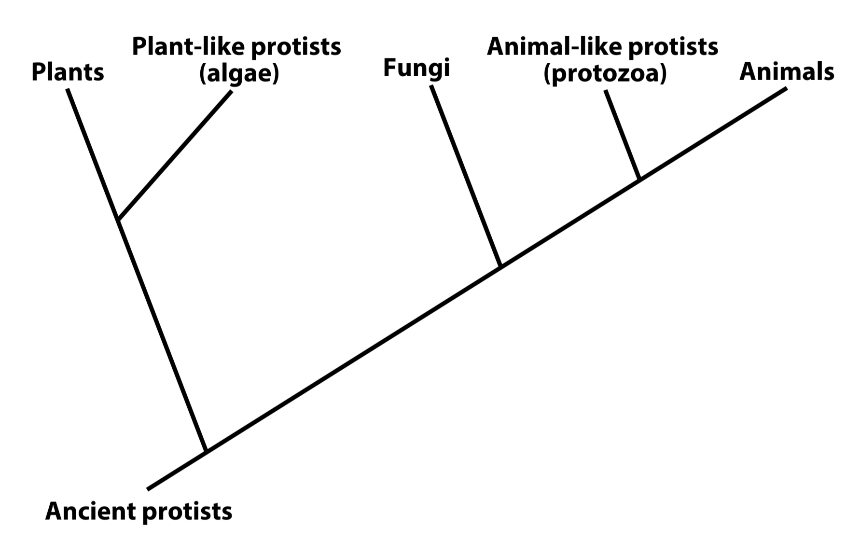 Plants
Plant-like protists
(algae)
Fungi
Animal-like protists
(protozoa)
Animals
Ancient protists